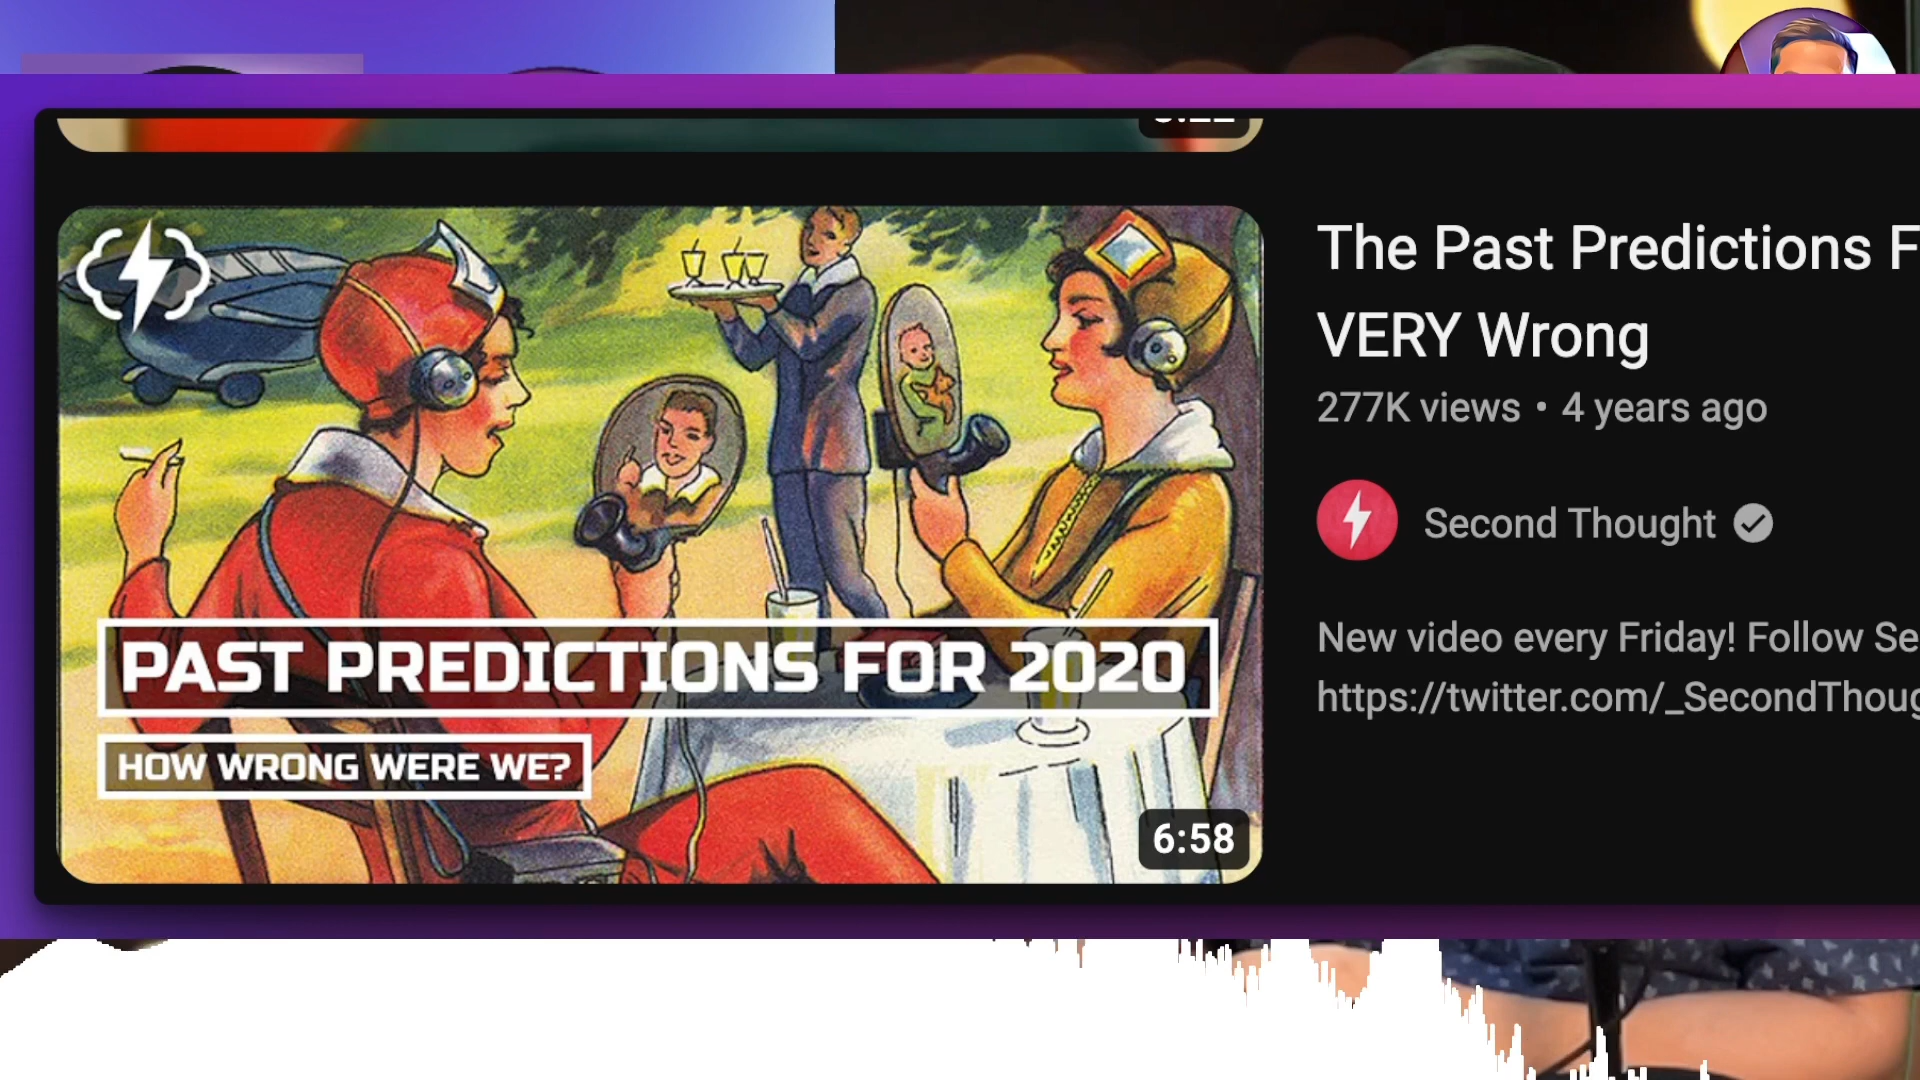 The Past Predictions F
VERY Wrong
277K views • 4 years ago
Second Thought
New video every Friday! Follow Se
https://twitter.com/_SecondThoug
PAST PREDICTIONS FOR 2020
HOW WRONG WERE WE?
6:58